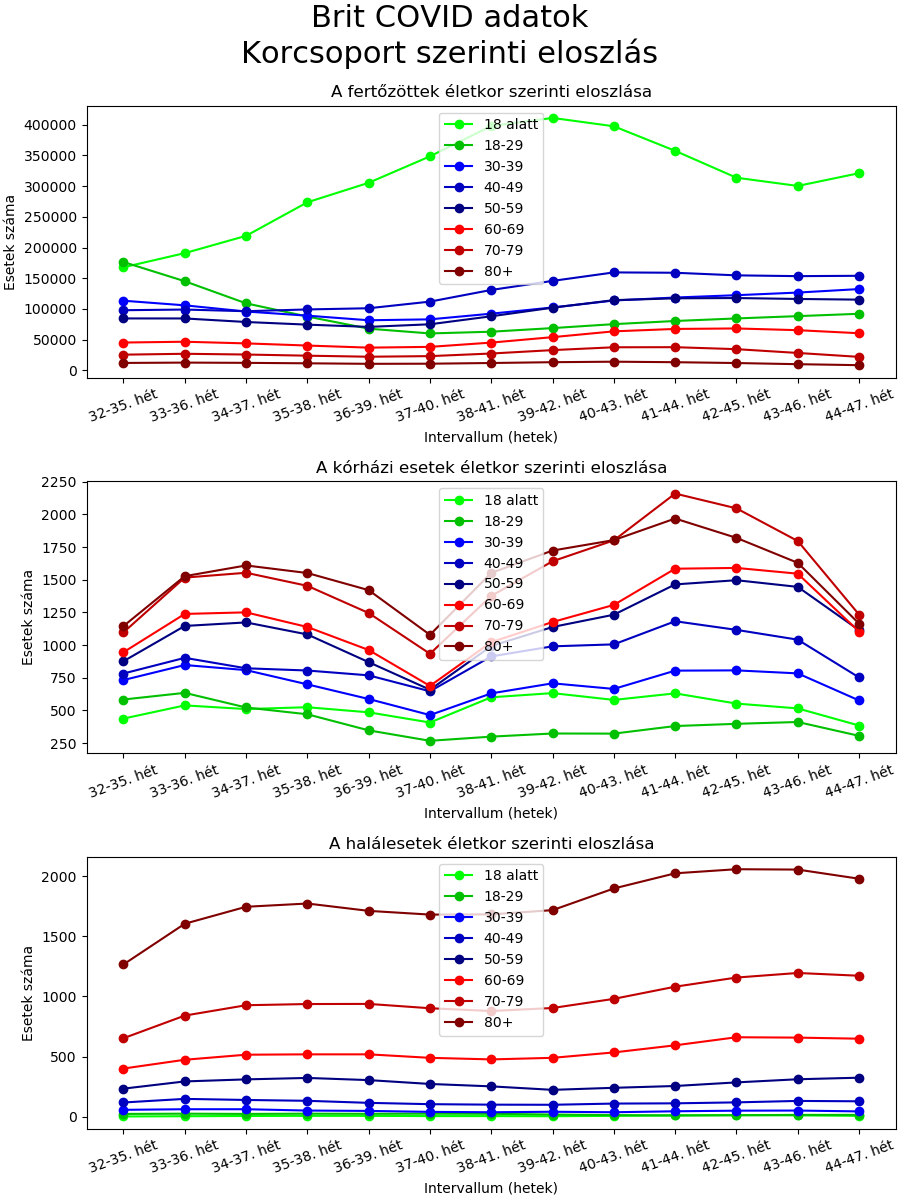 Brit COVID adatok
Korcsoport szerinti eloszlás
A fertőzöttek életkor szerinti eloszlása
Esetek száma
400000
350000
300000
250000
200000
150000
100000
50000
0
18 alatt
18-29
30-39
40-49
50-59
60-69
70-79
80+
32-35. hét
33-36. hét
34-37. hét
35-38. hét
36-39. hét
37-40. hét
38-41. hét
39-42. hét
40-43. hét
41-44. hét
42-45. hét
43-46. hét
44-47. hét
Intervallum (hetek)
A kórházi esetek életkor szerinti eloszlása
Esetek száma
2250
2000
1750
1500
1250
1000
750
500
250
18 alatt
18-29
30-39
40-49
50-59
60-69
70-79
80+
32-35. hét
33-36. hét
34-37. hét
35-38. hét
36-39. hét
37-40. hét
38-41. hét
39-42. hét
40-43. hét
41-44. hét
42-45. hét
43-46. hét
44-47. hét
Intervallum (hetek)
A halálesetek életkor szerinti eloszlása
Esetek száma
2000
1500
1000
500
0
18 alatt
18-29
30-39
40-49
50-59
60-69
70-79
80+
32-35. hét
33-36. hét
34-37. hét
35-38. hét
36-39. hét
37-40. hét
38-41. hét
39-42. hét
40-43. hét
41-44. hét
42-45. hét
43-46. hét
44-47. hét
Intervallum (hetek)